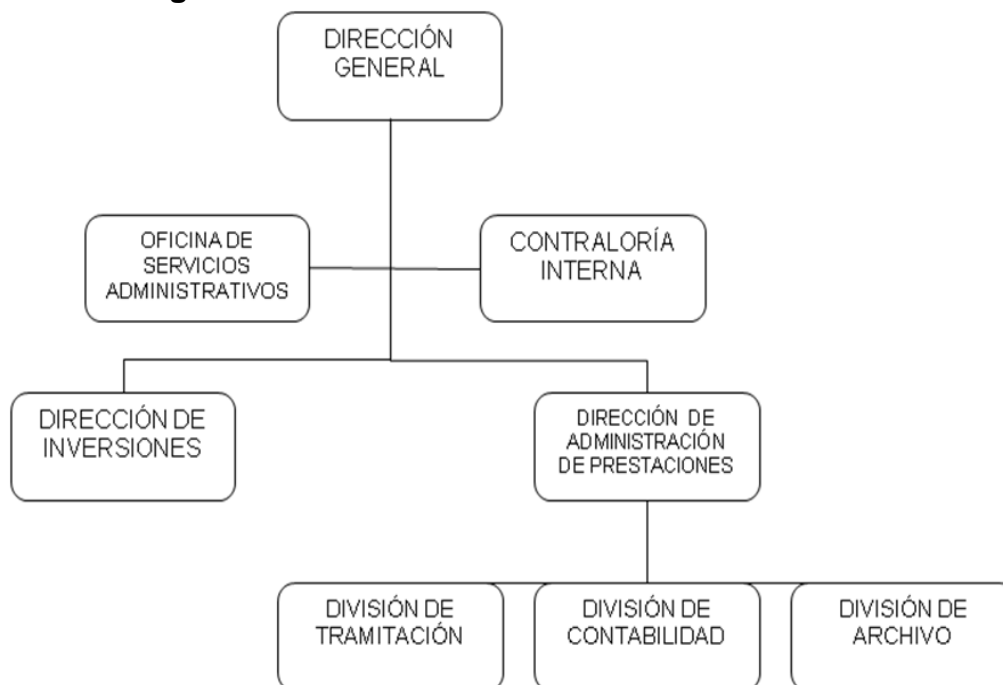 DIRECCIÓN
GENERAL
OFICINA DE
SERVICIOS
ADMINISTRATIVOS
CONTRALORÍA
INTERNA
DIRECCIÓN DE
INVERSIONES
DIRECCIÓN DE
ADMINISTRACIÓN
DE PRESTACIONES
DIVISIÓN DE
TRAMITACIÓN
DIVISIÓN DE
CONTABILIDAD
DIVISIÓN DE
ARCHIVO